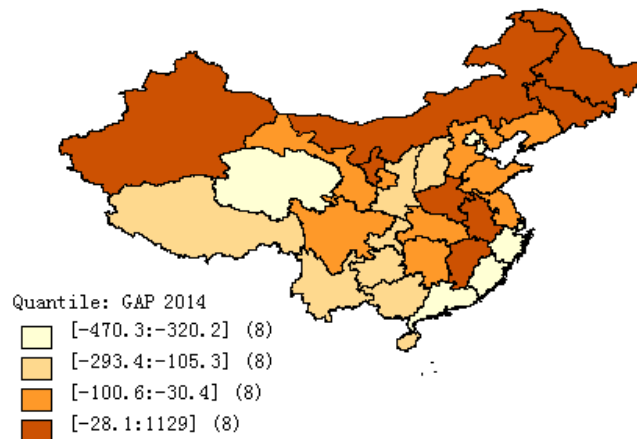 Quantile: GAP 2014
[-470.3:-320.2] (8)
[-293.4:-105.3] (8)
[-100.6:-30.4] (8)
[-28.1:1129] (8)